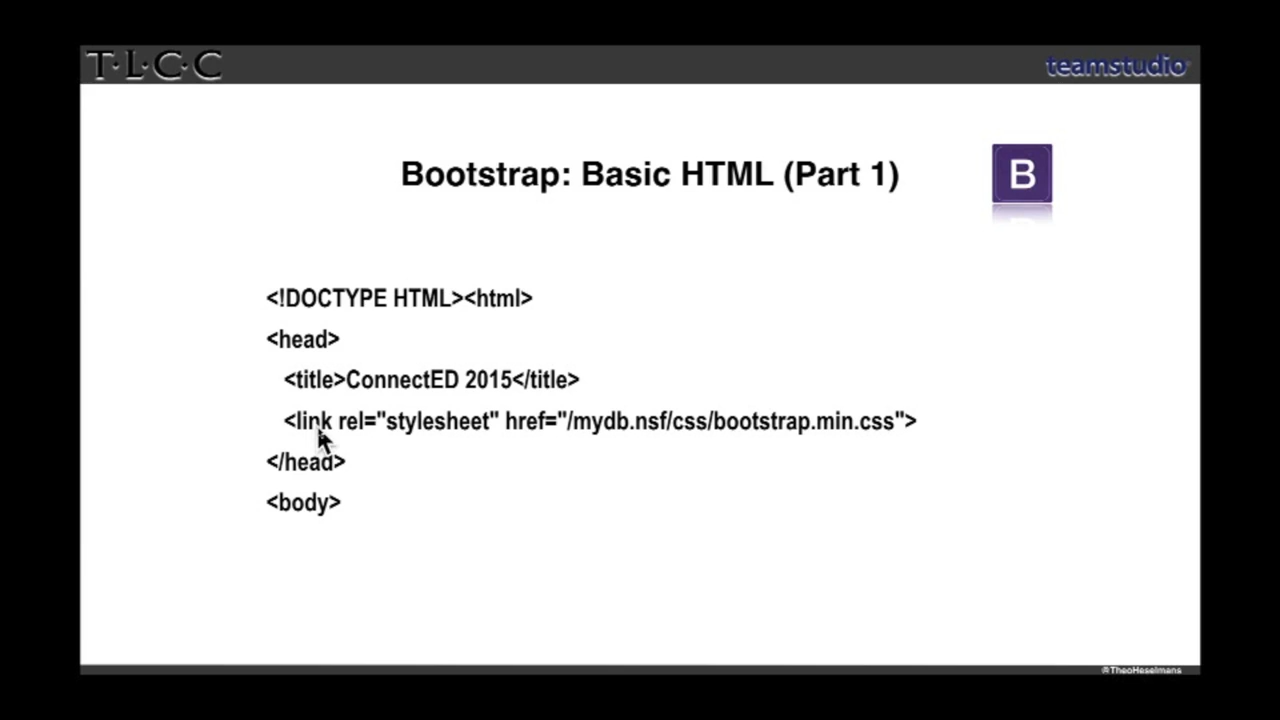 T·L·C·C
teamstudio
Bootstrap: Basic HTML (Part 1)
B
<!DOCTYPE HTML><html>
<head>
<title>ConnectED 2015</title>
<link rel="stylesheet" href="/mydb.nsf/css/bootstrap.min.css">
</head>
<body>
@TheoHeselmans